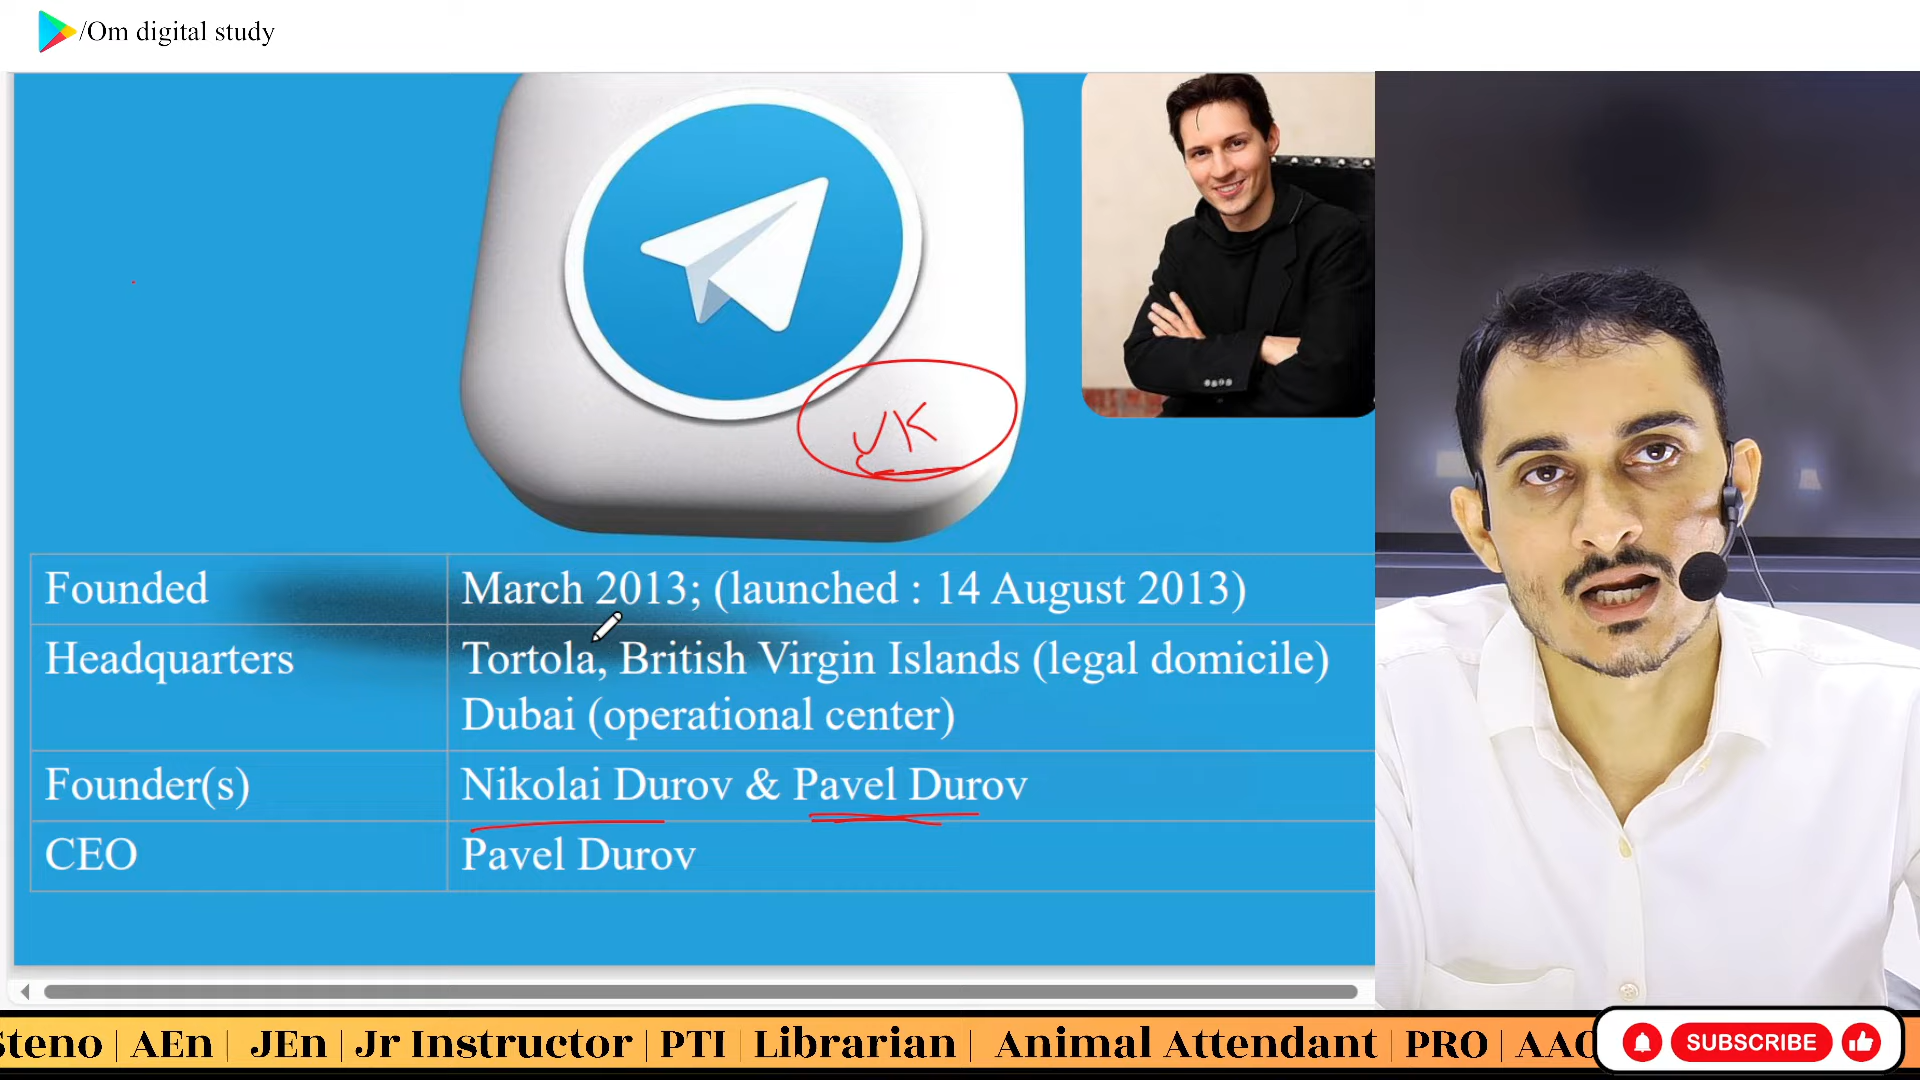 /Om digital study
VK
Founded
March 2013; (launched : 14 August 2013)
Headquarters
Tortola, British Virgin Islands (legal domicile)
Dubai (operational center)
Founder(s)
Nikolai Durov & Pavel Durov
CEO
Pavel Durov
Steno | AEn | JEn | Jr Instructor | PTI | Librarian | Animal Attendant | PRO | AAO
SUBSCRIBE